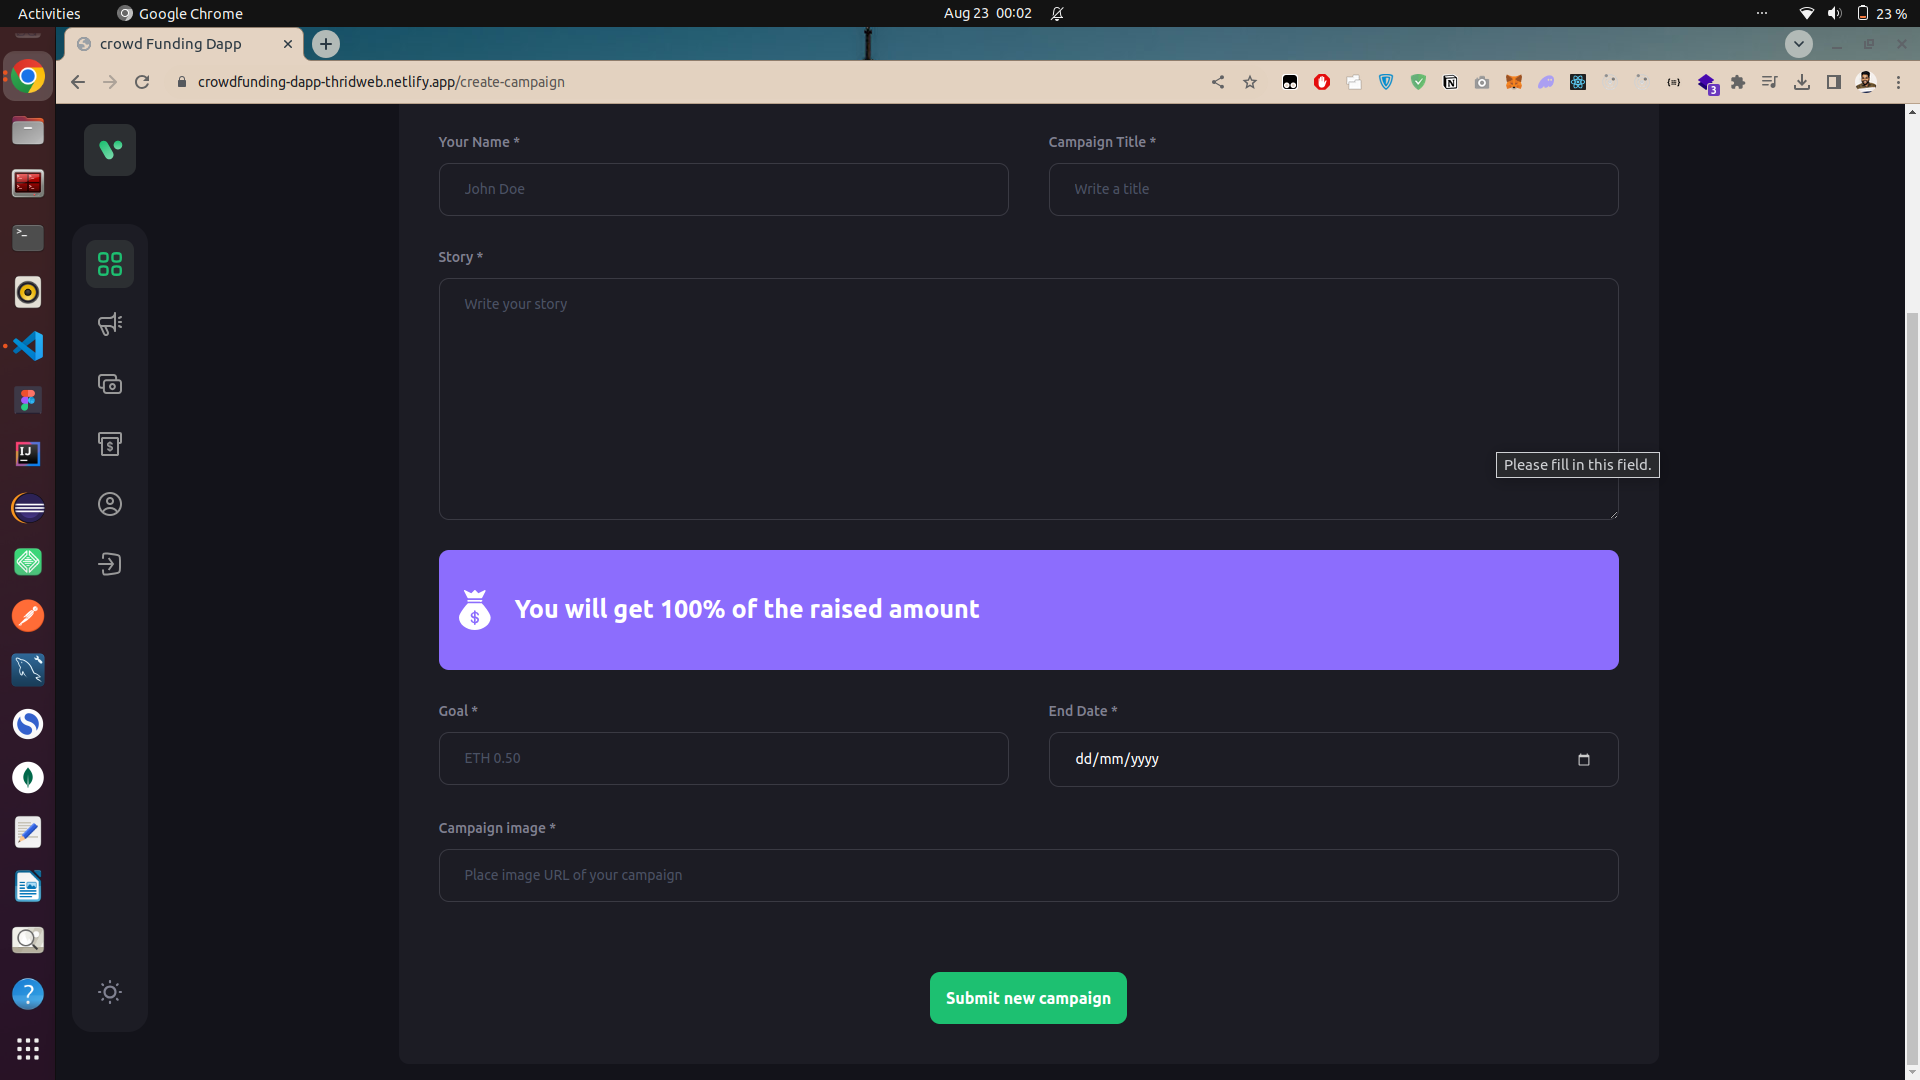 Activities
Google Chrome
Aug 23 00:02
23 %
crowd Funding Dapp
crowdfunding-dapp-thridweb.netlify.app/create-campaign
3
Your Name *
Campaign Title *
John Doe
Write a title
Story *
Write your story
Please fill in this field.
$
You will get 100% of the raised amount
Goal *
End Date *
ETH 0.50
dd/mm/yyyy
Campaign image *
Place image URL of your campaign
Submit new campaign